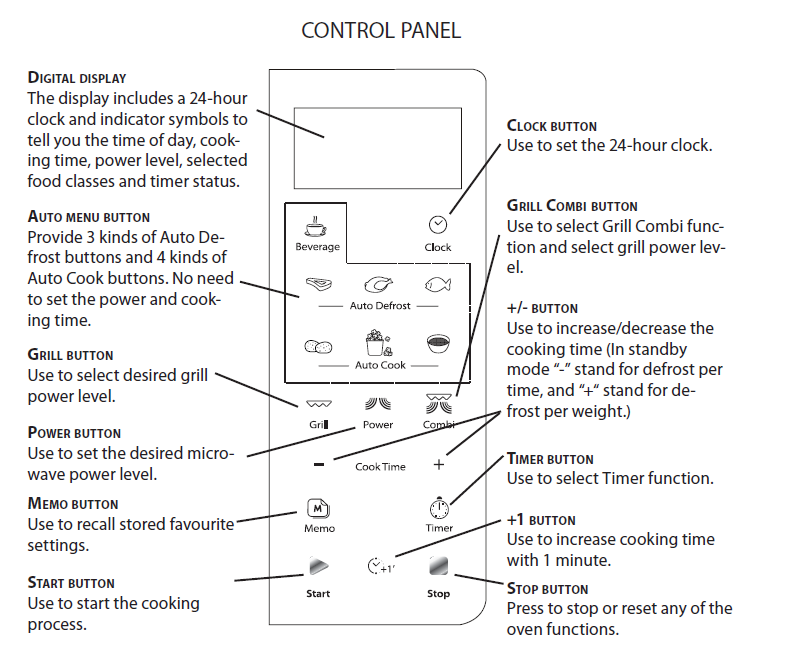 CONTROL PANEL
DIGITAL DISPLAY
The display includes a 24-hour
clock and indicator symbols to
tell you the time of day, cook-
ing time, power level, selected
food classes and timer status.
AUTO MENU BUTTON
Provide 3 kinds of Auto De-
frost buttons and 4 kinds of
Auto Cook buttons. No need
to set the power and cook-
ing time.
GRILL BUTTON
Use to select desired grill
power level.
POWER BUTTON
Use to set the desired micro-
wave power level.
MEMO BUTTON
Use to recall stored favourite
settings.
START BUTTON
Use to start the cooking
process.
Beverage
Clock
Auto Defrost
Auto Cook
Grill
Power
Combi
- Cook Time +
M
Memo
Timer
+1'
Start
Stop
CLOCK BUTTON
Use to set the 24-hour clock.
GRILL COMBI BUTTON
Use to select Grill Combi func-
tion and select grill power lev-
el.
+/- BUTTON
Use to increase/decrease the
cooking time (In standby
mode “-” stand for defrost per
time, and “+“ stand for de-
frost per weight.)
TIMER BUTTON
Use to select Timer function.
+1 BUTTON
Use to increase cooking time
with 1 minute.
STOP BUTTON
Press to stop or reset any of the
oven functions.